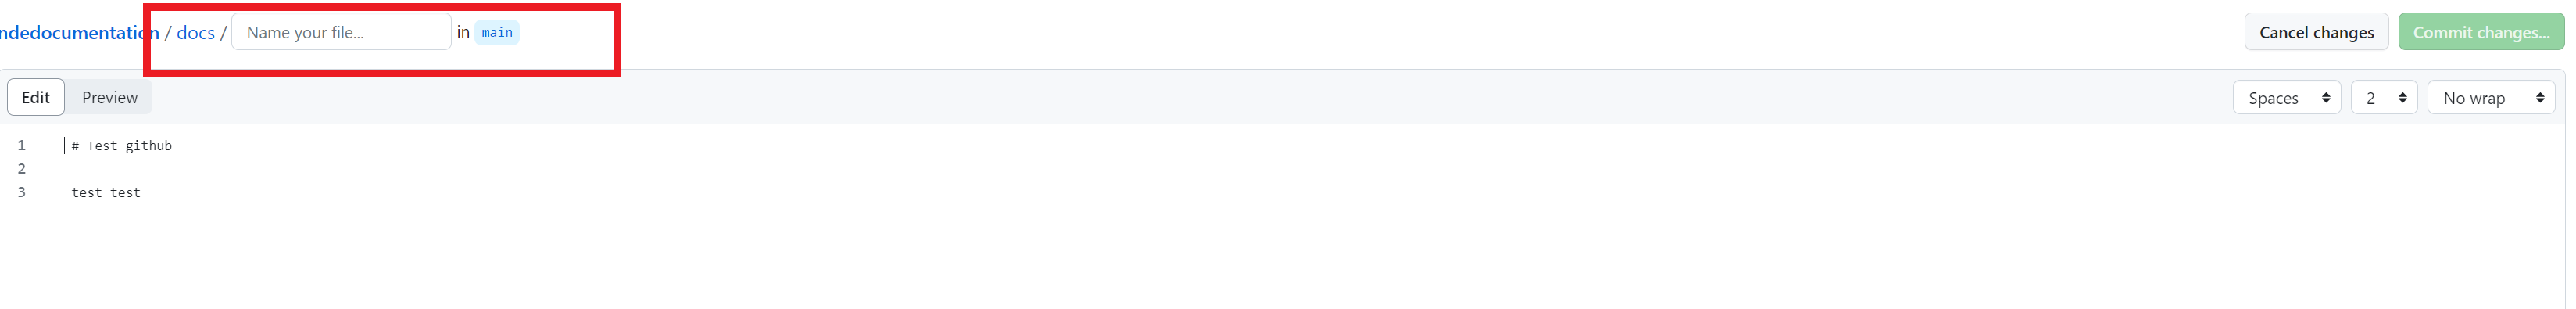 ndedocumentation / docs / Name your file... in main Cancel changes Commit changes...
Edit Preview Spaces 2 No wrap
1 # Test github
2
3 test test